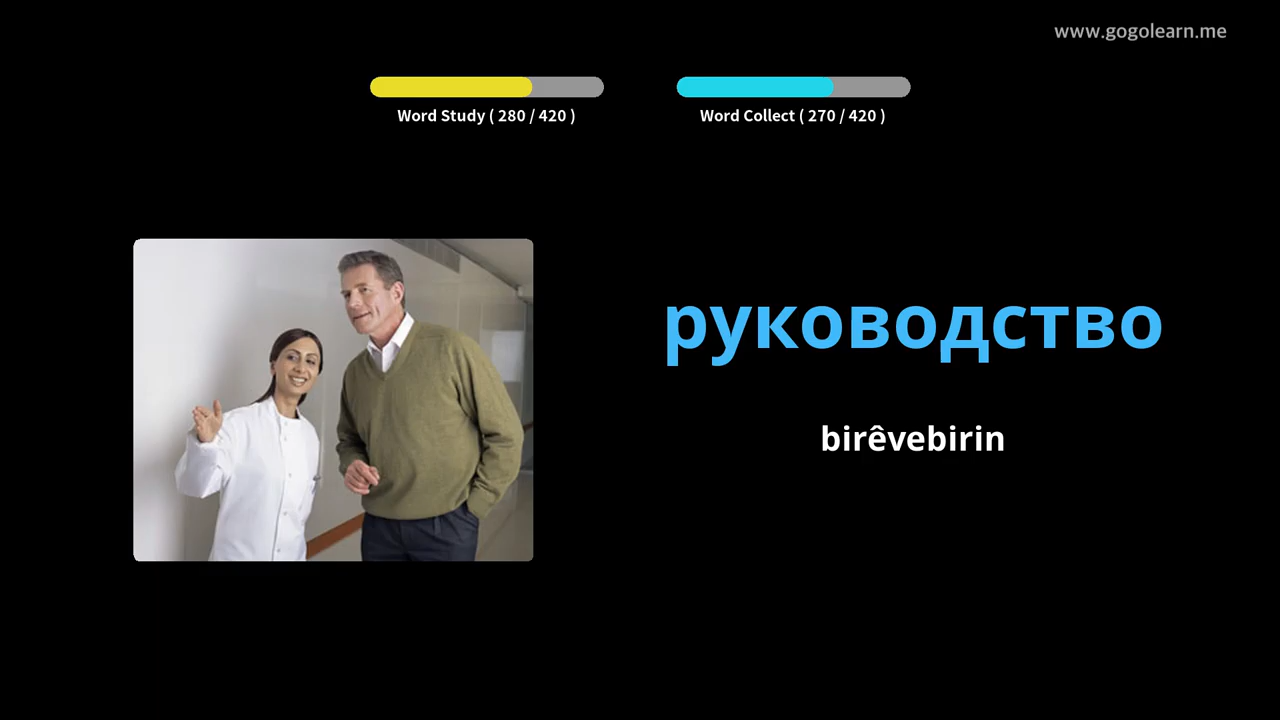 www.gogolearn.me
Word Study ( 280 / 420 )
Word Collect ( 270 / 420 )
руководство
birêvebirin